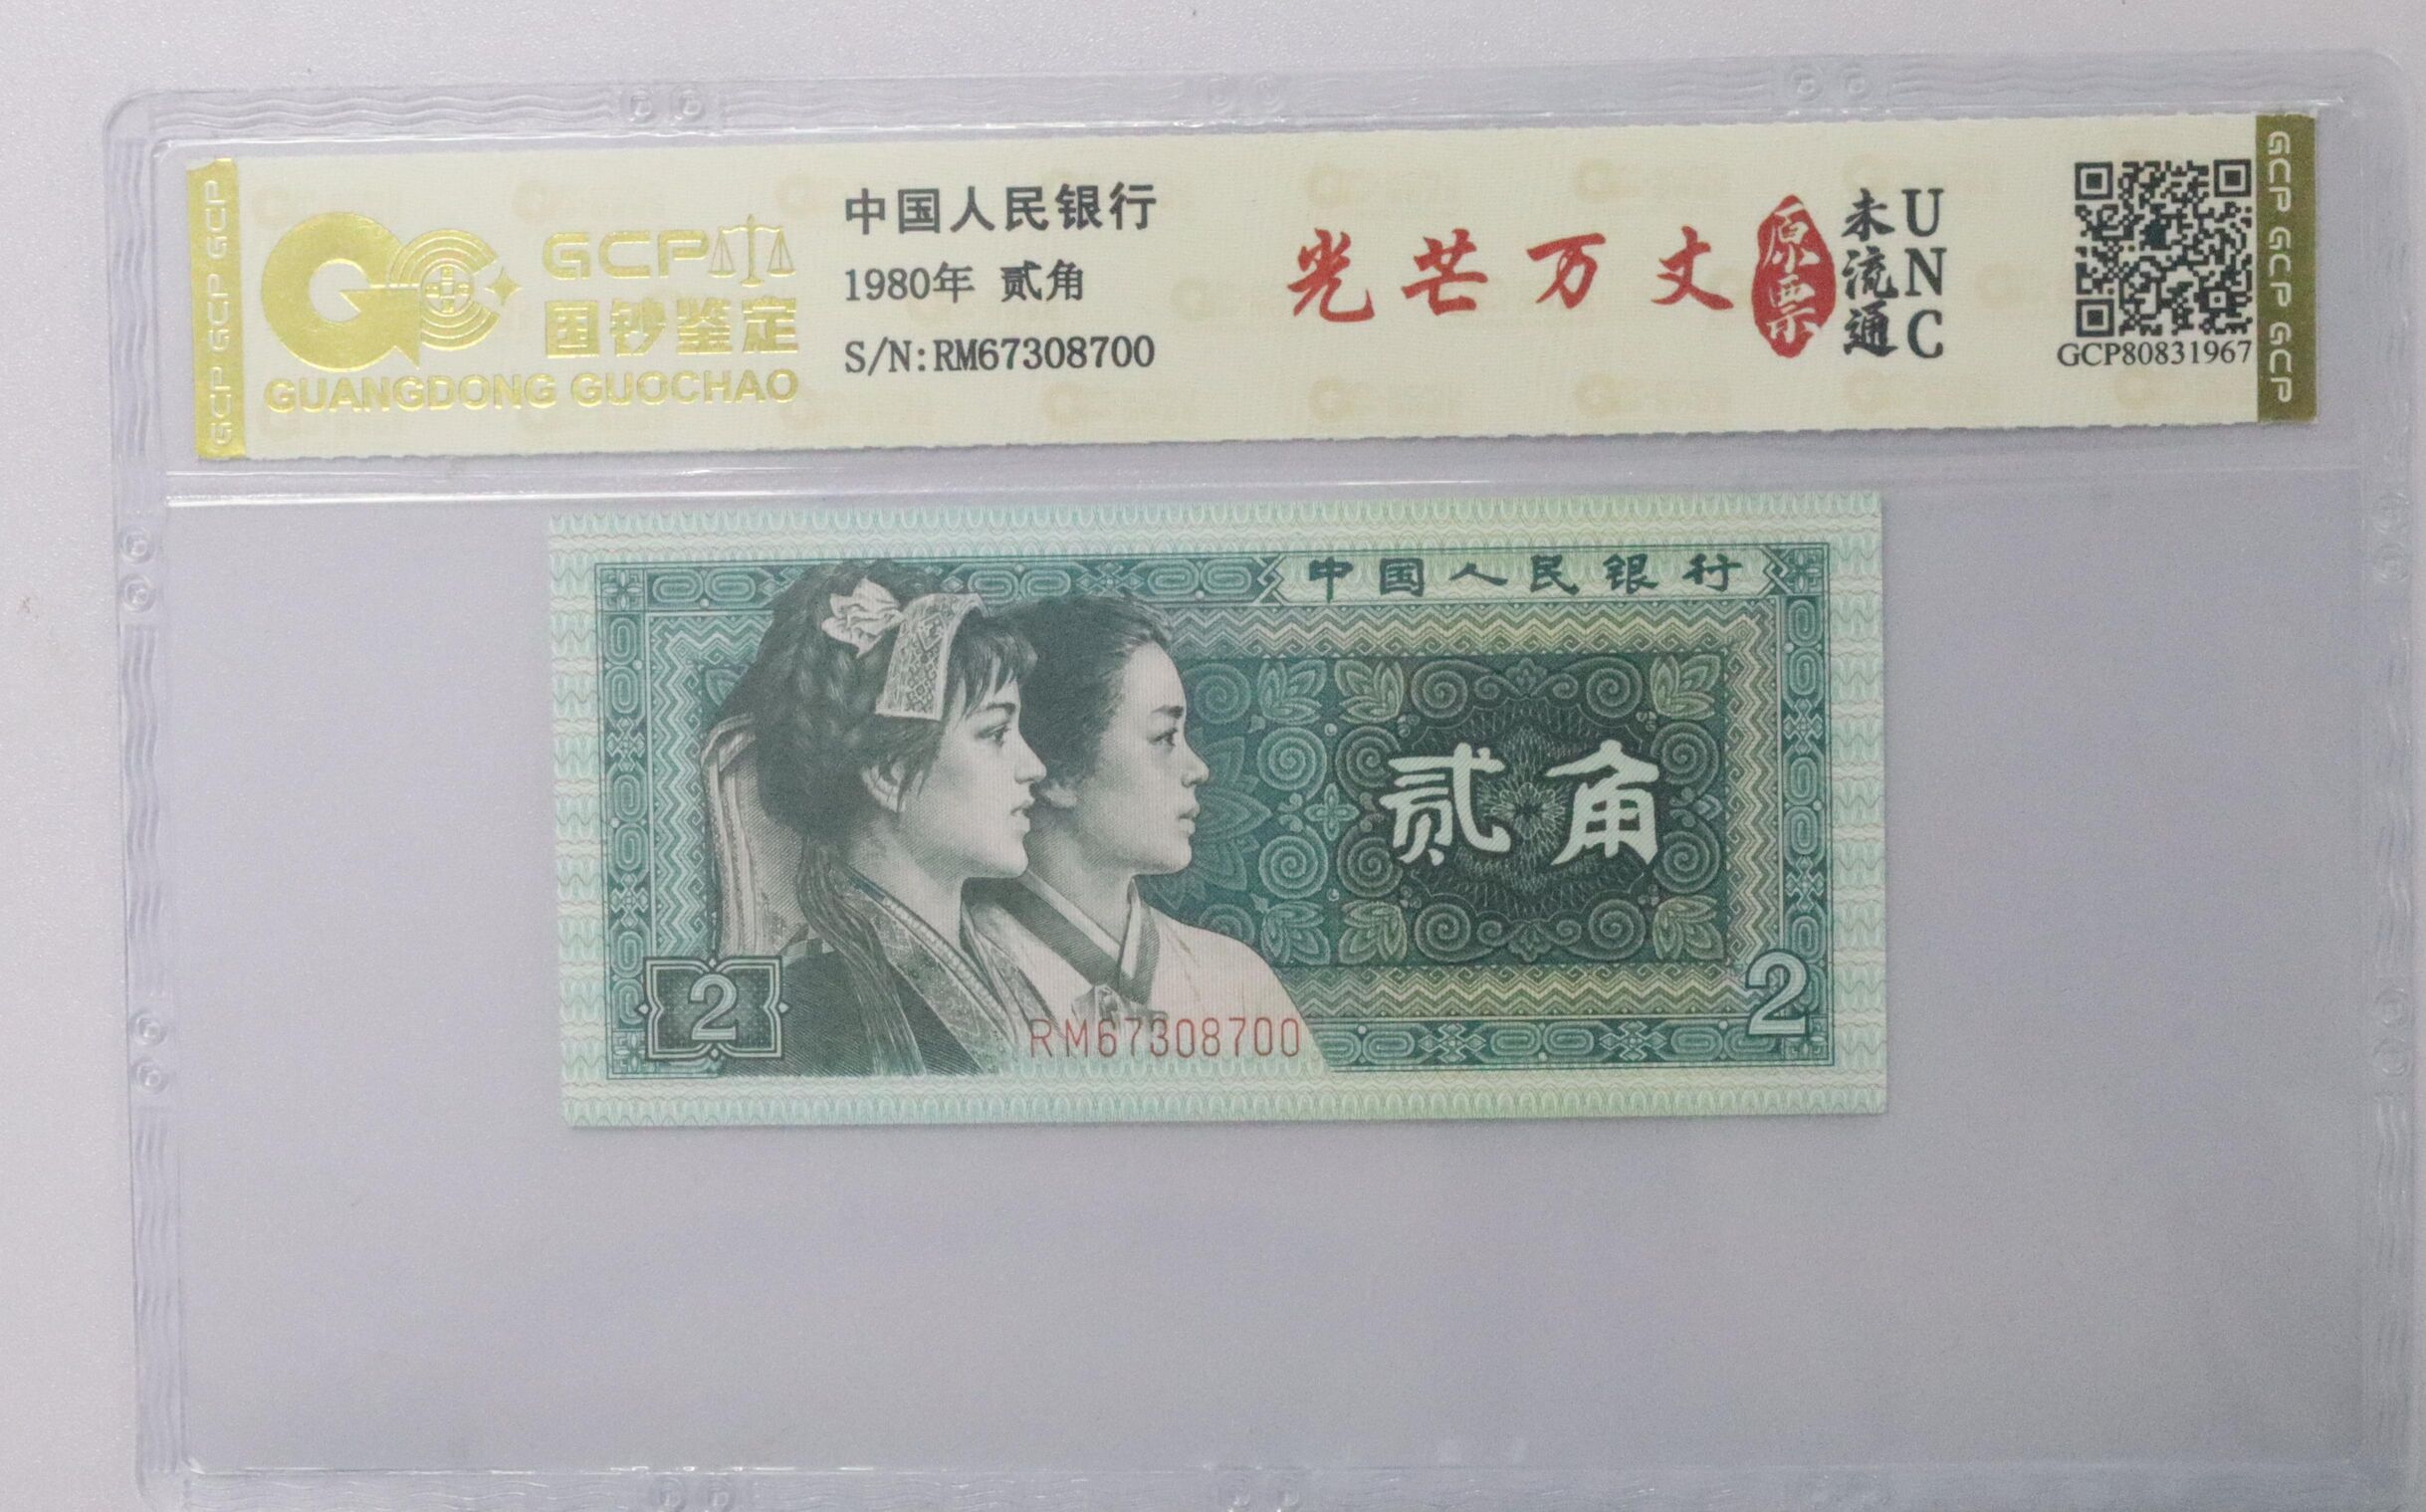 GCP GCP GCP
GCP
国钞鉴定
GUANGDONG GUOCHAO
中国人民银行
1980年 贰角
S/N:RM67308700
光芒万丈
原票
未流通
UNC
GCP80831967
GCP GCP GCP
中国人民银行
贰角
2
2
RM67308700